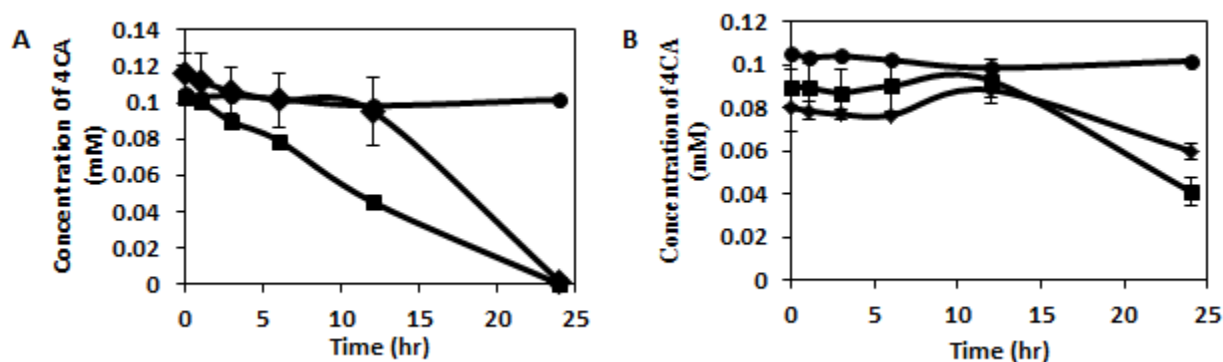 A
Concentration Of 4CA
(mM)
0.14
0.12
0.1
0.08
0.06
0.04
0.02
0
0 5 10 15 20 25
Time (hr)
B
Concentration of 4CA
(mM)
0.12
0.1
0.08
0.06
0.04
0.02
0
0 5 10 15 20 25
Time (hr)